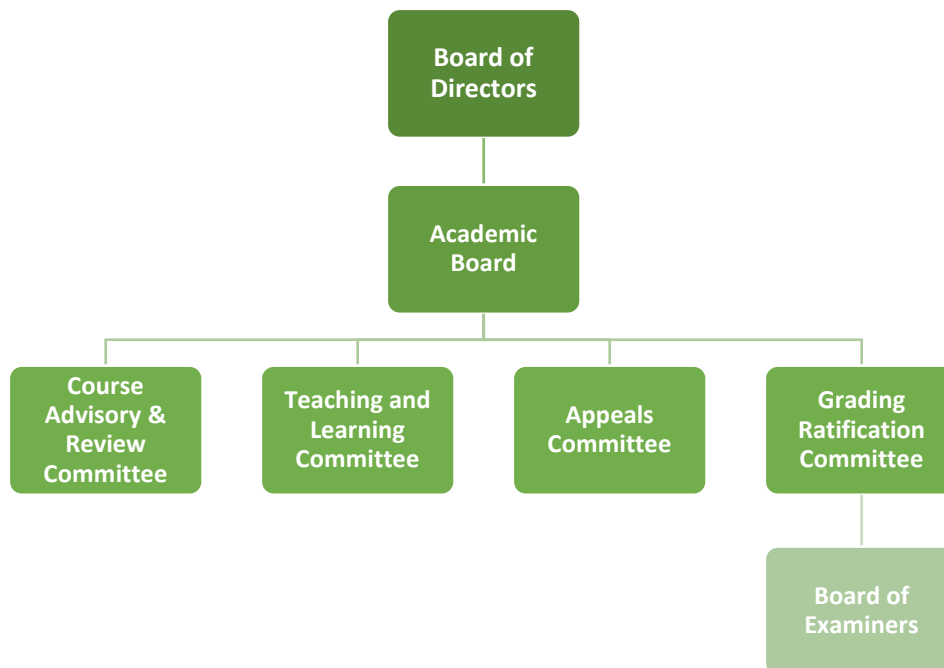 Board of
Directors
Academic
Board
Course
Advisory &
Review
Committee
Teaching and
Learning
Committee
Appeals
Committee
Grading
Ratification
Committee
Board of
Examiners